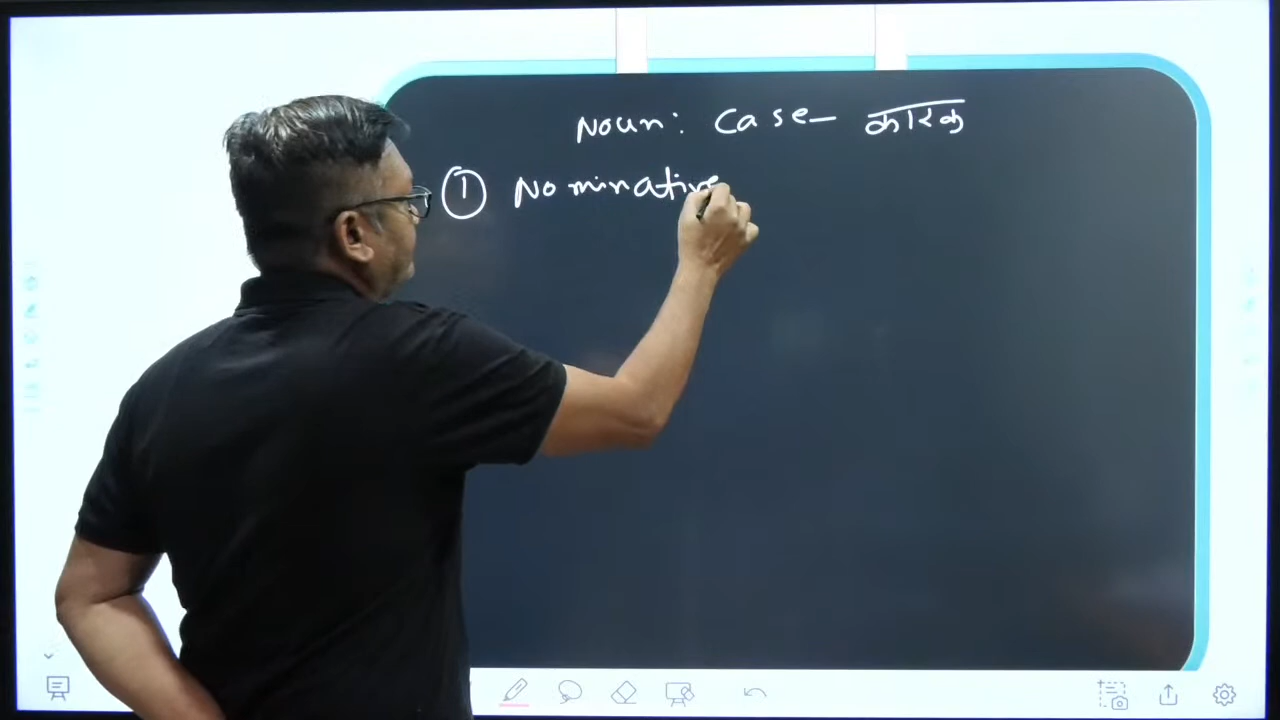 Noun: Case– कारक
① Nominative